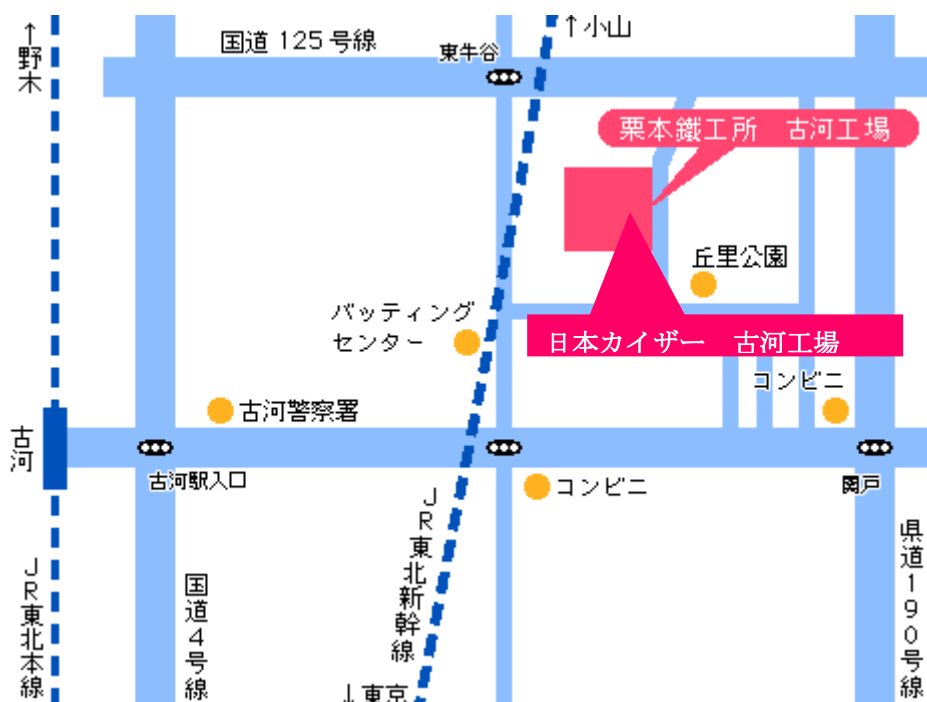 ↑野木
国道 125 号線
東牛谷
↑小山
栗本鐵工所　古河工場
丘里公園
バッティング
センター
日本カイザー　古河工場
コンビニ
古河警察署
古河
古河駅入口
コンビニ
関戸
JR東北新幹線
JR東北本線
国道4号線
県道190号線
↓東京